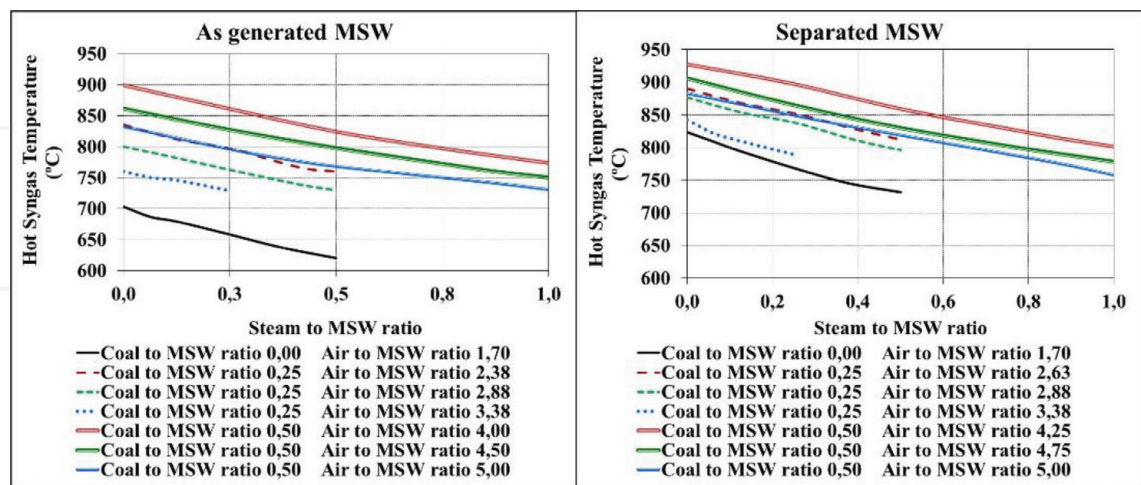 As generated MSW
Hot Syngas Temperature
(ºC)
950
900
850
800
750
700
650
600
0,0
0,3
0,5
0,8
1,0
Steam to MSW ratio
Coal to MSW ratio 0,00 Air to MSW ratio 1,70
Coal to MSW ratio 0,25 Air to MSW ratio 2,38
Coal to MSW ratio 0,25 Air to MSW ratio 2,88
Coal to MSW ratio 0,25 Air to MSW ratio 3,38
Coal to MSW ratio 0,50 Air to MSW ratio 4,00
Coal to MSW ratio 0,50 Air to MSW ratio 4,50
Coal to MSW ratio 0,50 Air to MSW ratio 5,00
Separated MSW
Hot Syngas Temperature
(ºC)
950
900
850
800
750
700
650
600
0,0
0,2
0,4
0,6
0,8
1,0
Steam to MSW ratio
Coal to MSW ratio 0,00 Air to MSW ratio 1,70
Coal to MSW ratio 0,25 Air to MSW ratio 2,63
Coal to MSW ratio 0,25 Air to MSW ratio 2,88
Coal to MSW ratio 0,25 Air to MSW ratio 3,38
Coal to MSW ratio 0,50 Air to MSW ratio 4,25
Coal to MSW ratio 0,50 Air to MSW ratio 4,75
Coal to MSW ratio 0,50 Air to MSW ratio 5,00